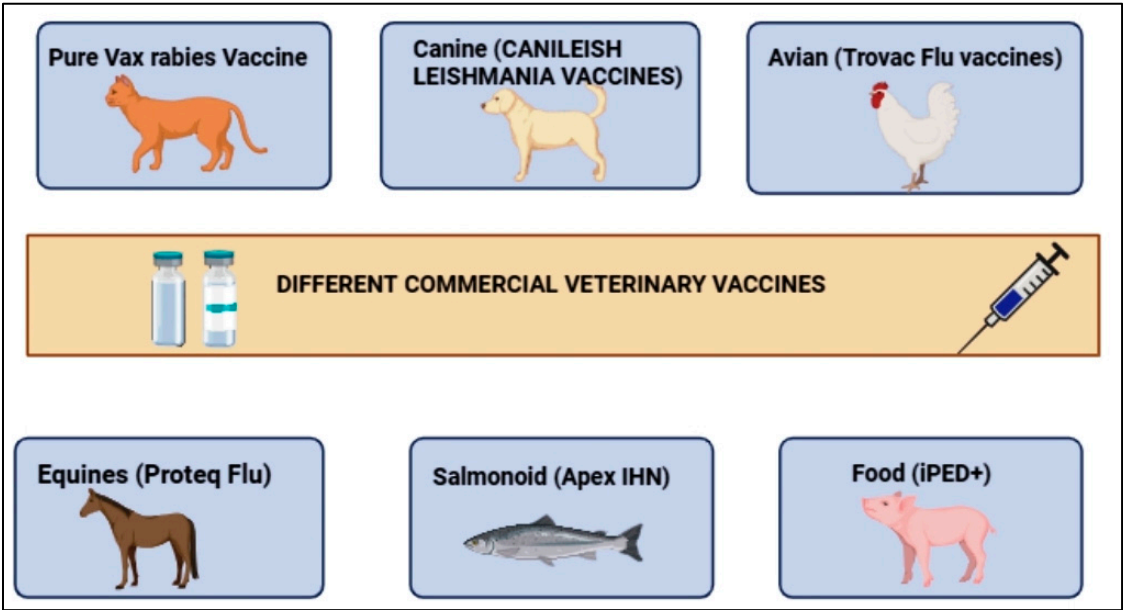 Pure Vax rabies Vaccine
Canine (CANILEISH
LEISHMANIA VACCINES)
Avian (Trovac Flu vaccines)
DIFFERENT COMMERCIAL VETERINARY VACCINES
Equines (Proteq Flu)
Salmonoid (Apex IHN)
Food (iPED+)